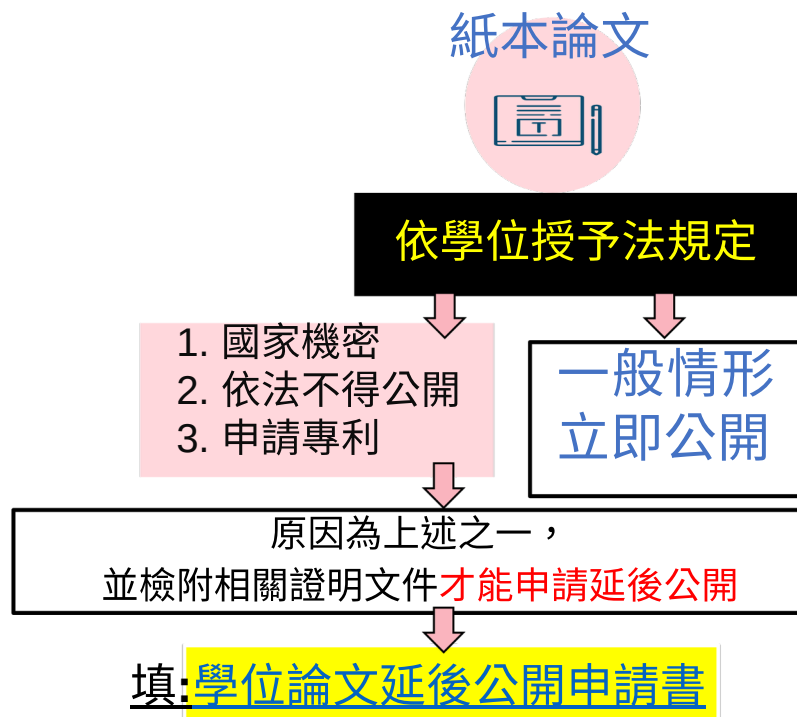 紙本論文
依學位授予法規定
1. 國家機密
2. 依法不得公開
3. 申請專利
一般情形
立即公開
原因為上述之一，
並檢附相關證明文件才能申請延後公開
填:學位論文延後公開申請書